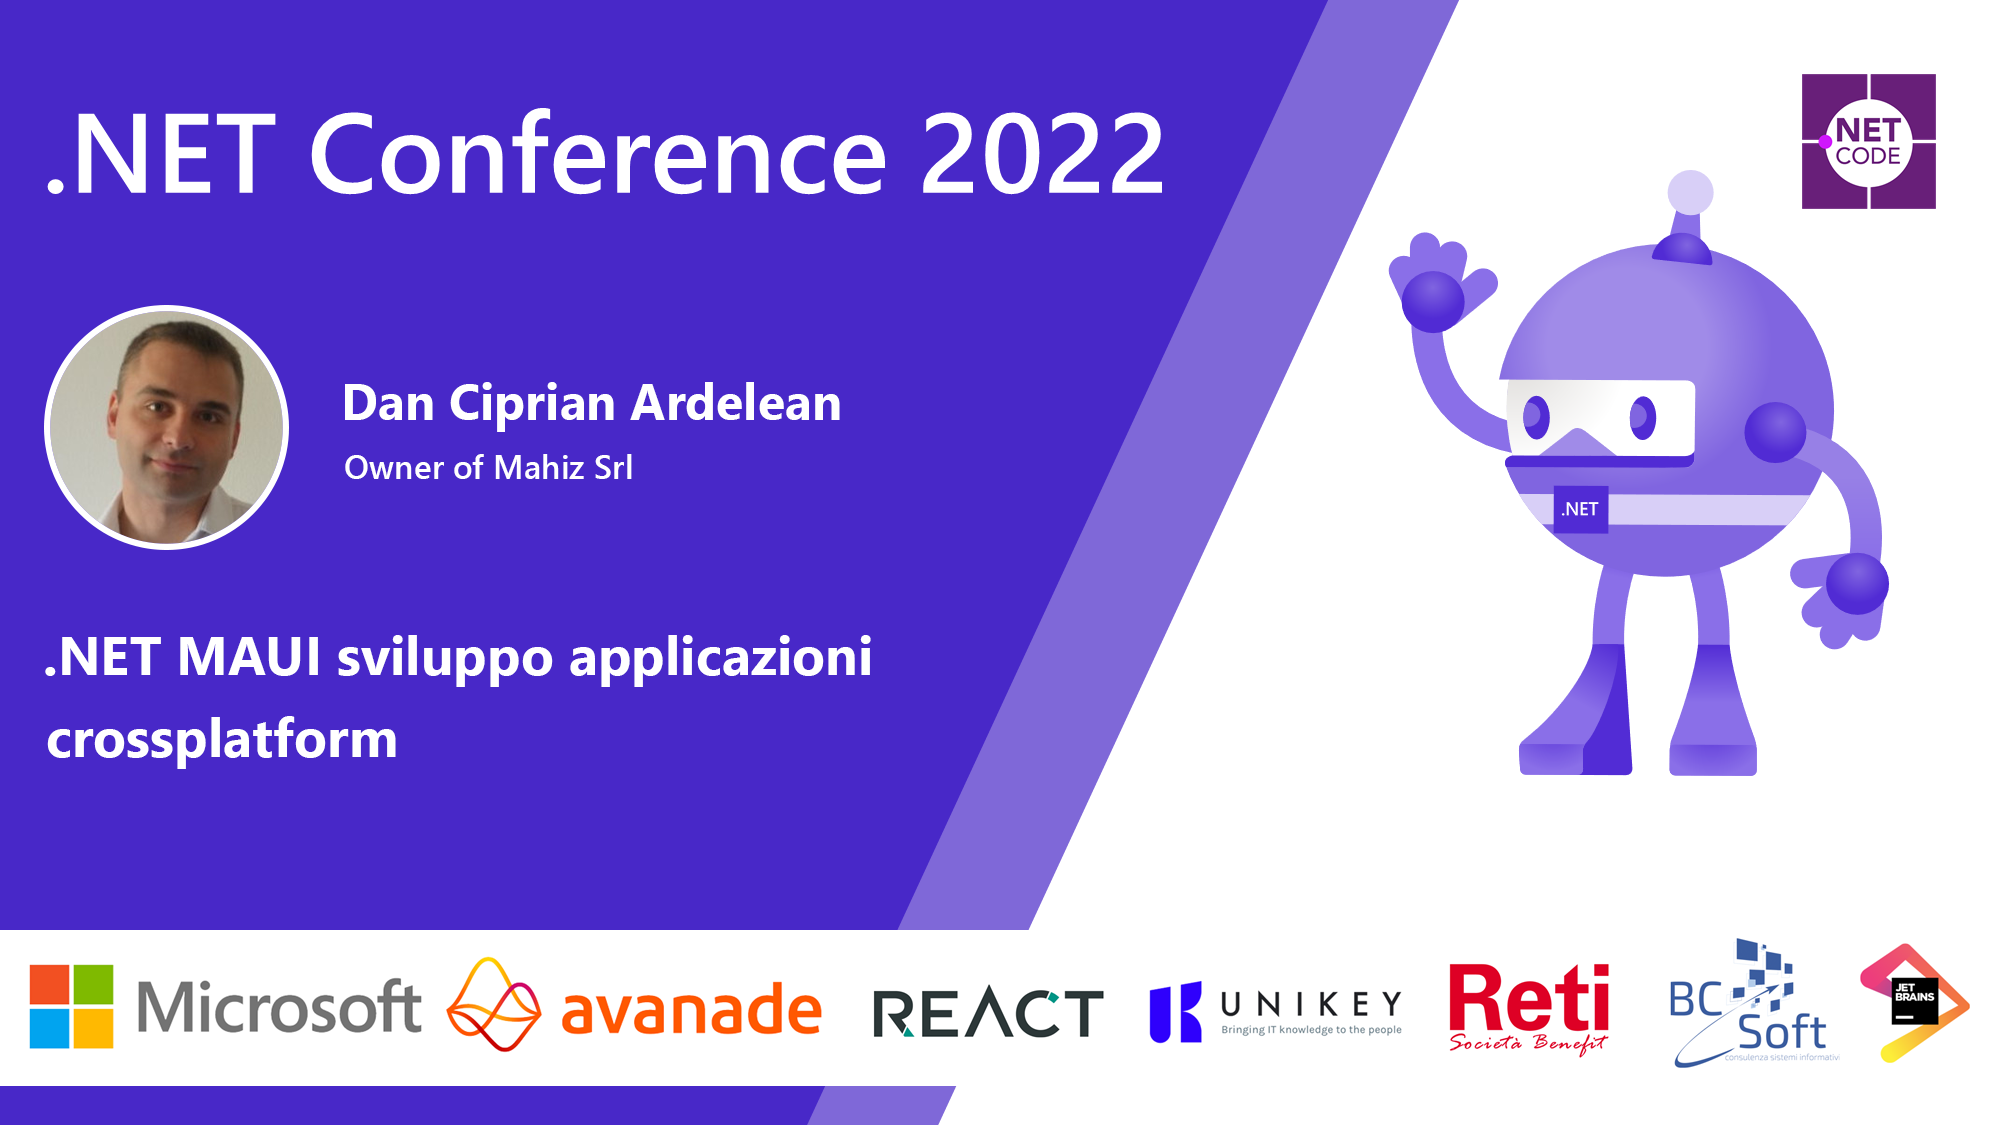 .NET Conference 2022
NET
CODE
Dan Ciprian Ardelean
Owner of Mahiz Srl
.NET
.NET MAUI sviluppo applicazioni
crossplatform
Microsoft
avanade
REACT
UNIKEY
Bringing IT knowledge to the people
Reti
Società Benefit
BC
Soft
consulenza sistemi informativi
JET
BRAINS